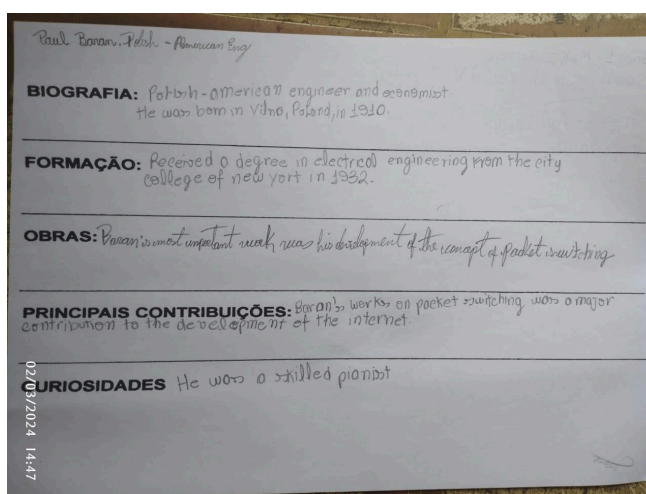 Paul Baran, Polish - American Eng
BIOGRAFIA: Polish-american engineer and economist
He was born in Vilno, Poland, in 1910.
FORMAÇÃO: Received a degree in electrical engineering from the city
college of new yort in 1932.
OBRAS: Baran's most important work was his development of the concept of packet switching
PRINCIPAIS CONTRIBUIÇÕES: Baran's works on packet switching was a major
contribution to the development of the internet.
CURIOSIDADES He was a skilled pianist
02/03/2024 14:47